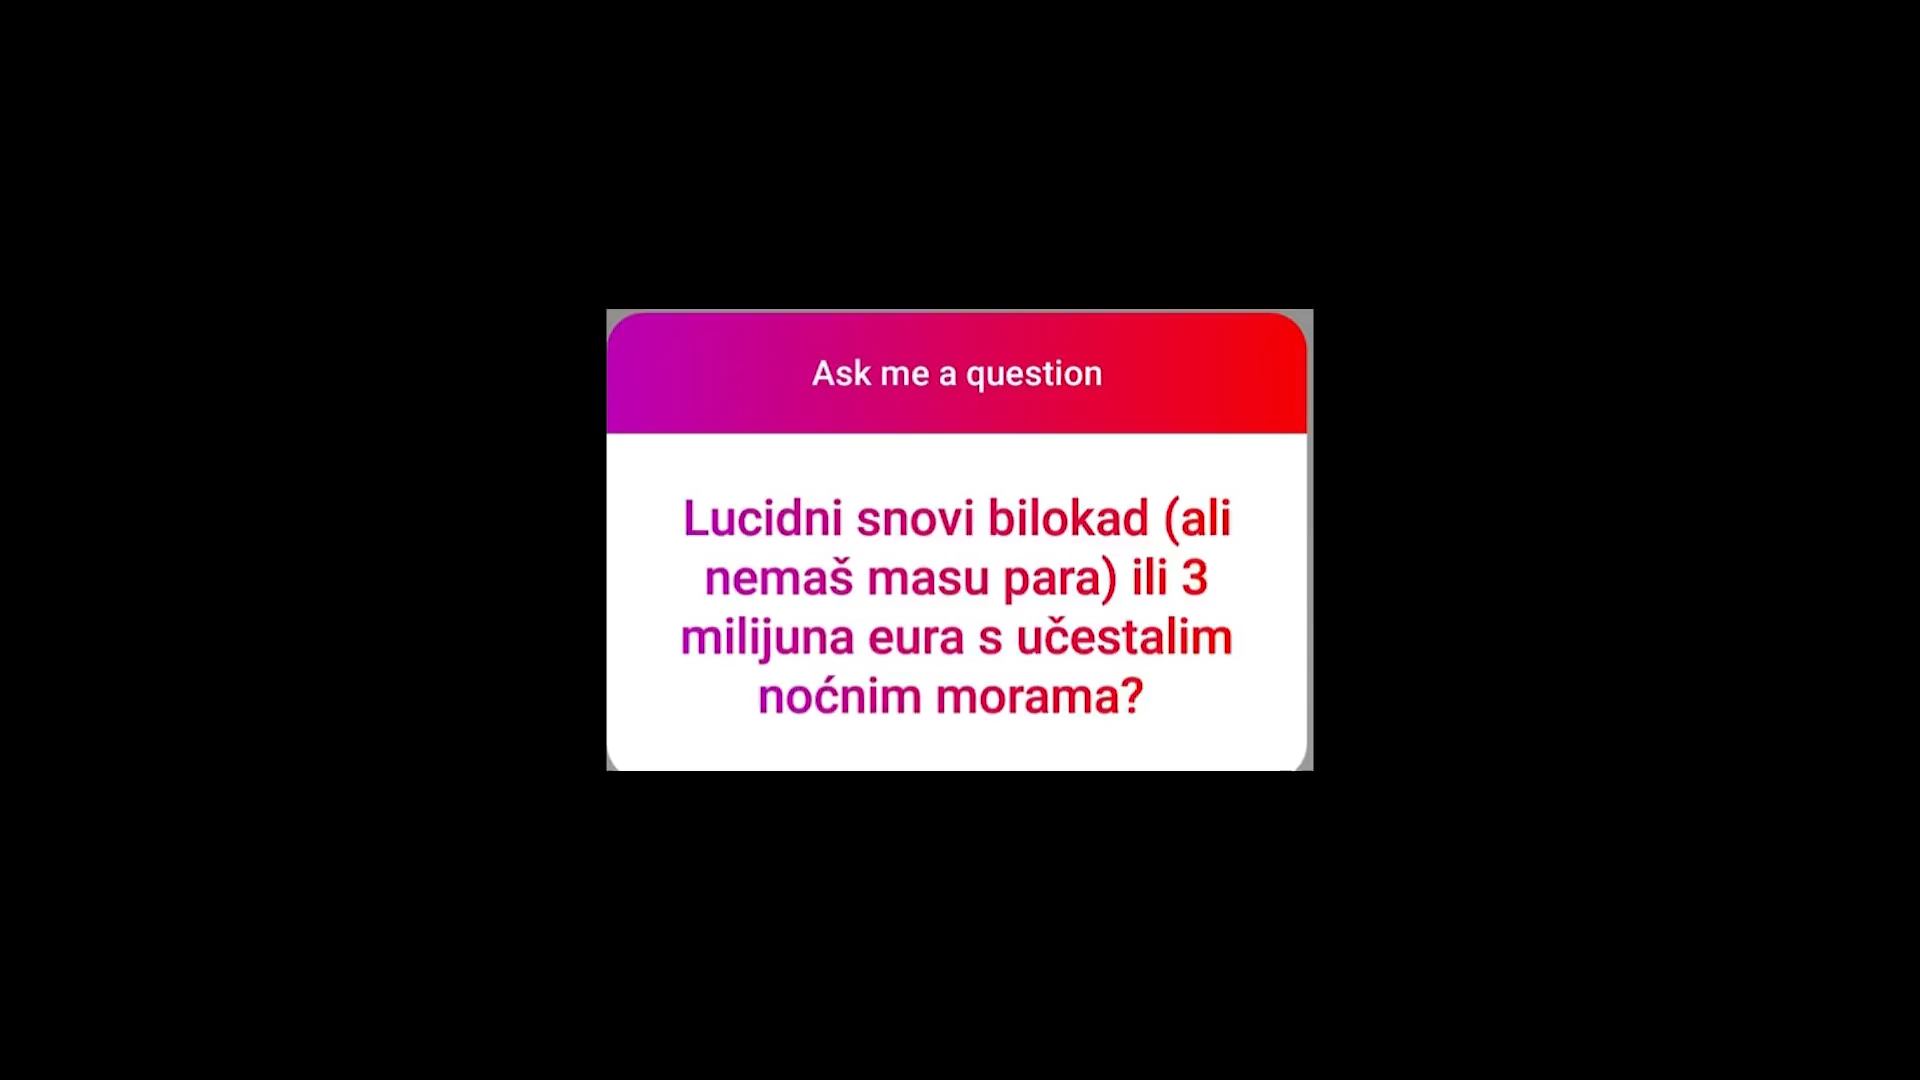 Ask me a question
Lucidni snovi bilokad (ali
nemaš masu para) ili 3
milijuna eura s učestalim
noćnim morama?